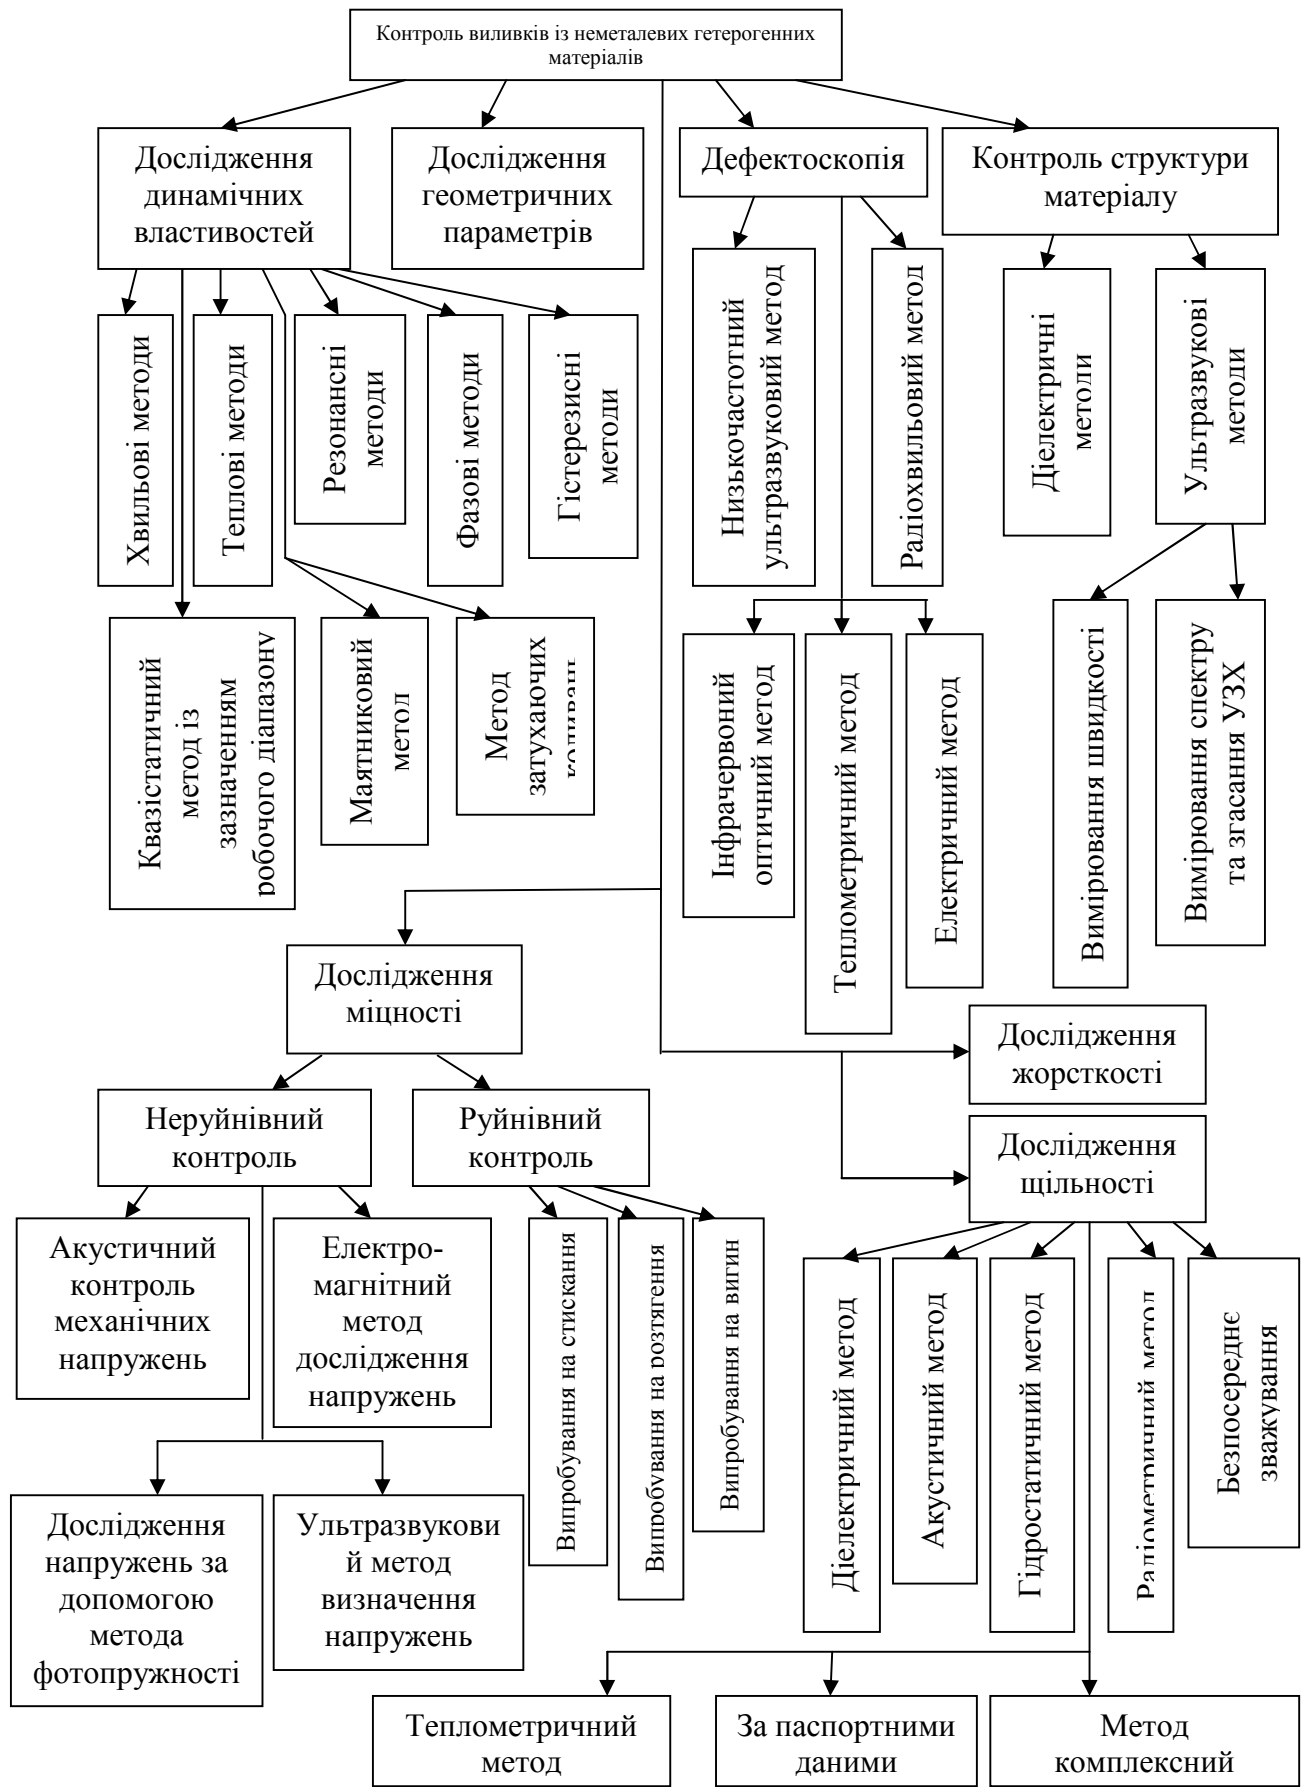 Контроль виливків із неметалевих гетерогенних
матеріалів
Дослідження
динамічних
властивостей
Дослідження
геометричних
параметрів
Дефектоскопія
Контроль структури
матеріалу
Хвильові методи
Теплові методи
Резонансні
методи
Фазові методи
Гістерезисні
методи
Низькочастотний
ультразвуковий метод
Радіохвильовий метод
Діелектричні
методи
Ультразвукові
методи
Квазістатичний
метод із
зазначенням
робочого діапазону
Маятниковий
метод
Метод
затухаючих
Інфрачервоний
оптичний метод
Теплометричний метод
Електричний метод
Вимірювання швидкості
Вимірювання спектру
та згасання УЗХ
Дослідження
міцності
Дослідження
жорсткості
Неруйнівний
контроль
Руйнівний
контроль
Дослідження
щільності
Акустичний
контроль
механічних
напружень
Електро-
магнітний
метод
дослідження
напружень
Випробування на стискання
Випробування на розтягення
Випробування на вигин
Діелектричний метод
Акустичний метод
Гідростатичний метод
Радіометричний метод
Безпосереднє
зважування
Дослідження
напружень за
допомогою
метода
фотопружності
Ультразвукови
й метод
визначення
напружень
Теплометричний
метод
За паспортними
даними
Метод
комплексний